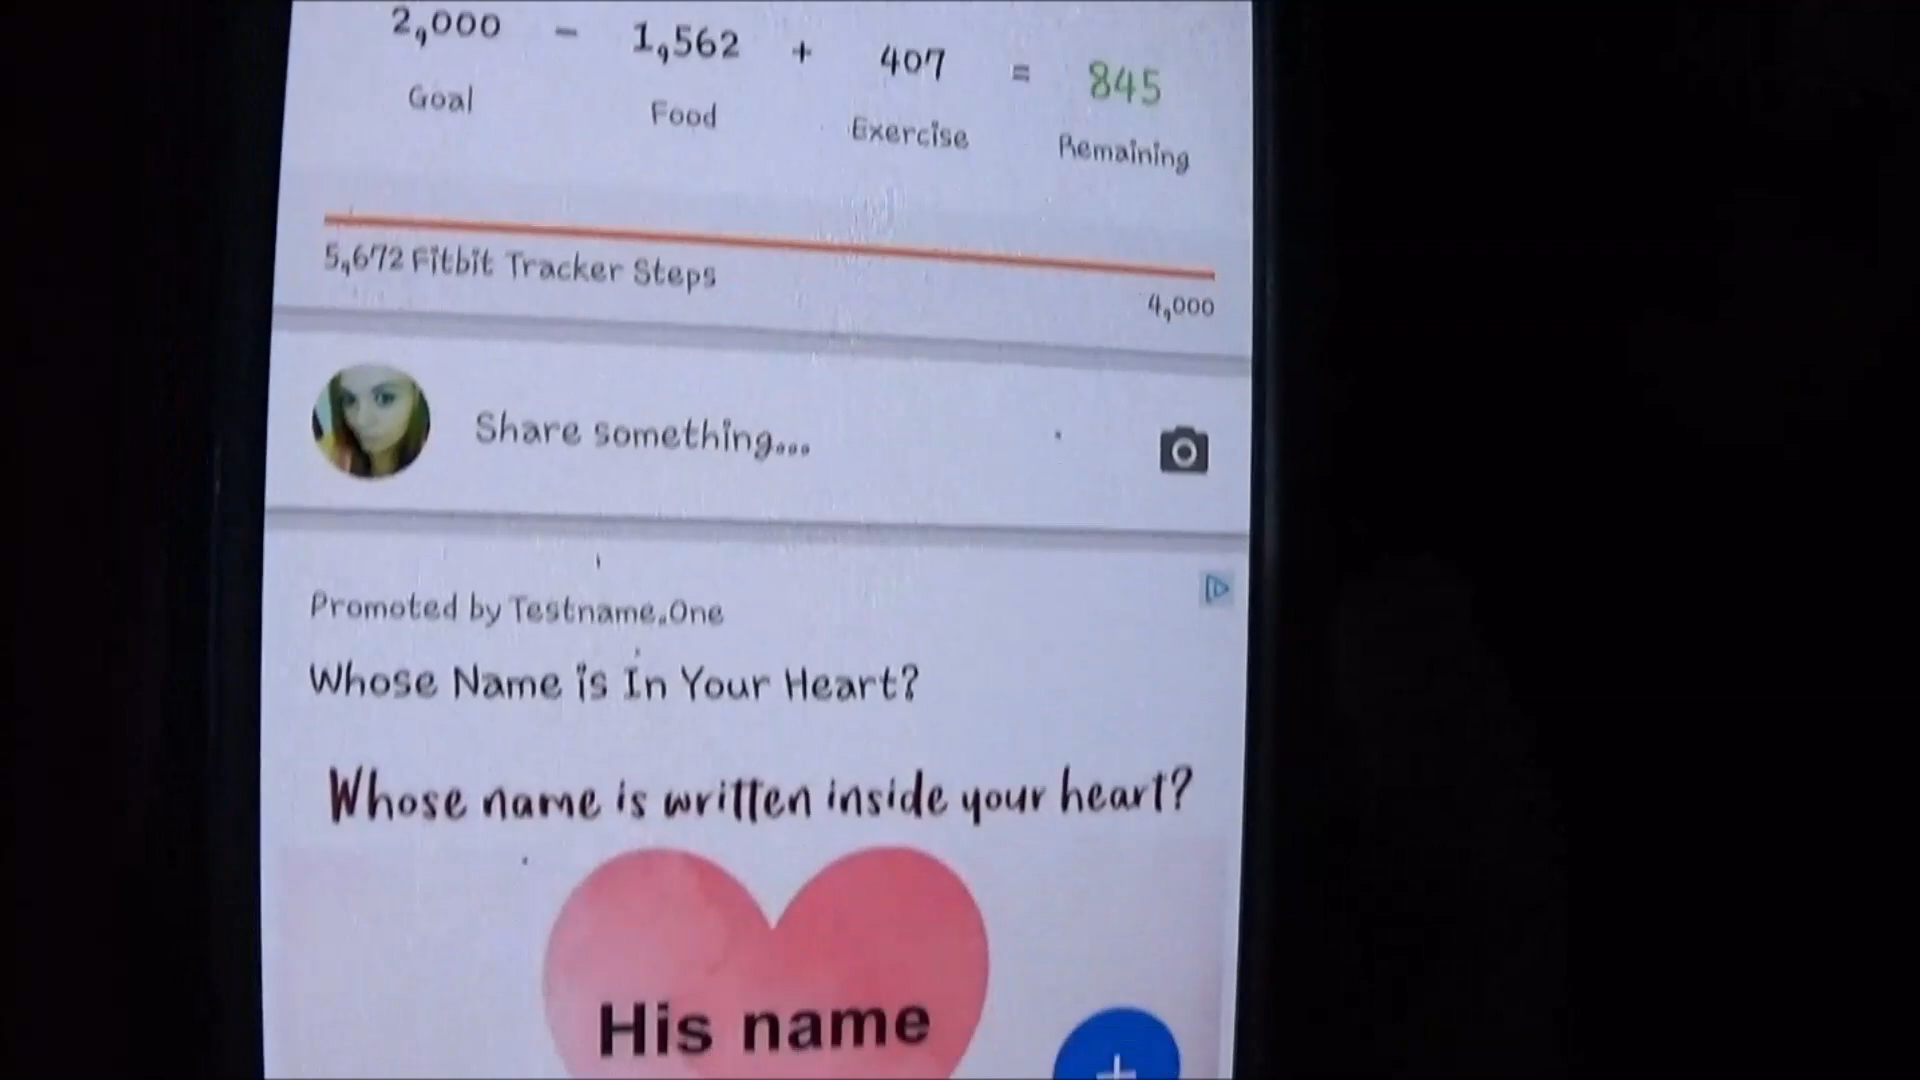 2,000 - 1,562 + 407 = 845
Goal Food Exercise Remaining
5,672 Fitbit Tracker Steps
4,000
Share something...
Promoted by Testname.One
Whose Name is In Your Heart?
Whose name is written inside your heart?
His name
+